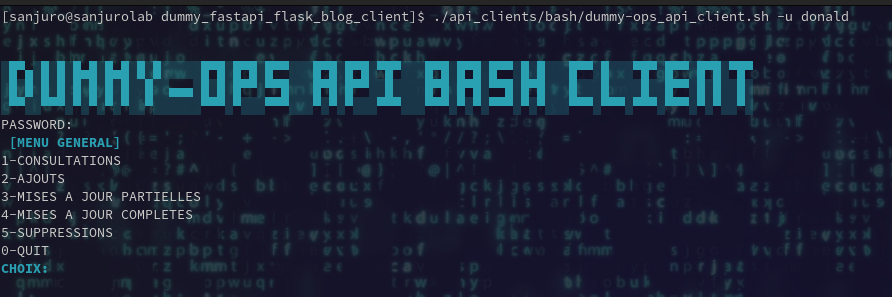 [sanjuro@sanjurolab dummy_fastapi_flask_blog_client]$ ./api_clients/bash/dummy-ops_api_client.sh -u donald
DUMMY-OPS API BASH CLIENT
PASSWORD:
[MENU GENERAL]
1-CONSULTATIONS
2-AJOUTS
3-MISES A JOUR PARTIELLES
4-MISES A JOUR COMPLETES
5-SUPPRESSIONS
0-QUIT
CHOIX: